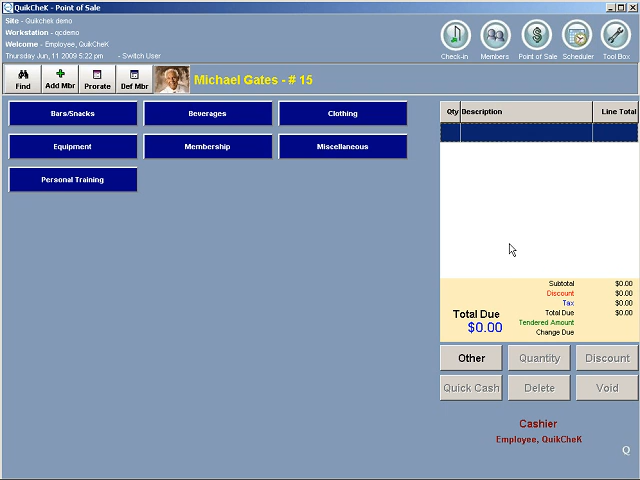 QuikCheK - Point of Sale
Site - Quikchek demo
Workstation - qcdemo
Welcome - Employee, QuikCheK
Thursday Jun, 11 2009 5:22 pm - Switch User
Check-in Members Point of Sale Scheduler Tool Box
Find Add Mbr Prorate Def Mbr Michael Gates - # 15
Bars/Snacks Beverages Clothing
Equipment Membership Miscellaneous
Personal Training
Qty Description Line Total
Subtotal $0.00
Discount $0.00
Tax $0.00
Total Due $0.00
Tendered Amount
Change Due
Total Due
$0.00
Other Quantity Discount
Quick Cash Delete Void
Cashier
Employee, QuikCheK
Q